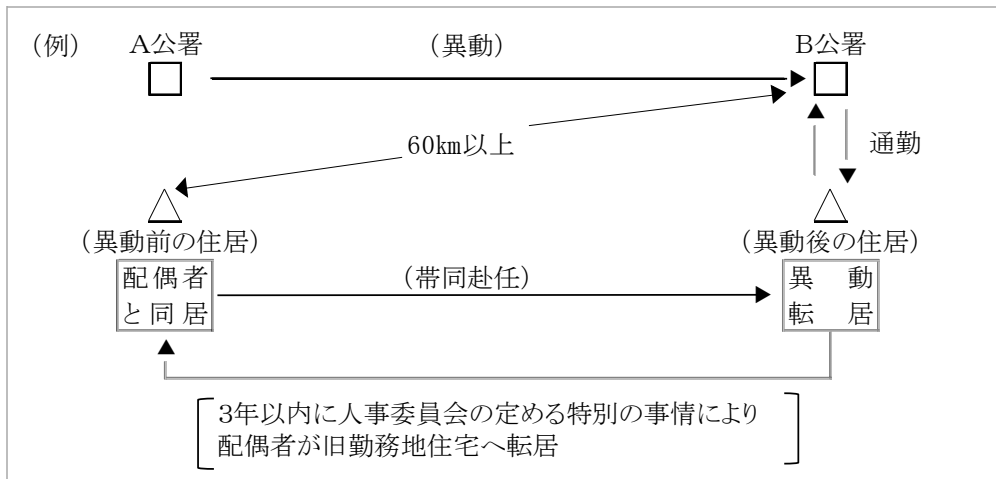 （例）
A公署
（異動）
B公署
60km以上
通勤
（異動前の住居）
（異動後の住居）
配偶者
と同居
（帯同赴任）
異動
転居
3年以内に人事委員会の定める特別の事情により
配偶者が旧勤務地住宅へ転居